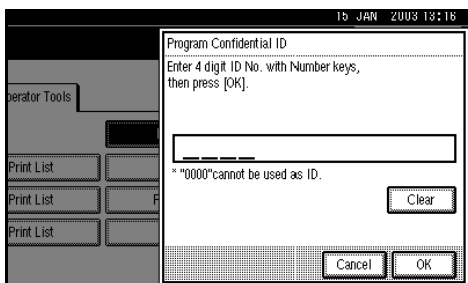 15 JAN 2003 13:16
Program Confidential ID
Enter 4 digit ID No. with Number keys,
then press [OK].
perator Tools
Print List
* "0000"cannot be used as ID.
Print List
Clear
Print List
Cancel
OK